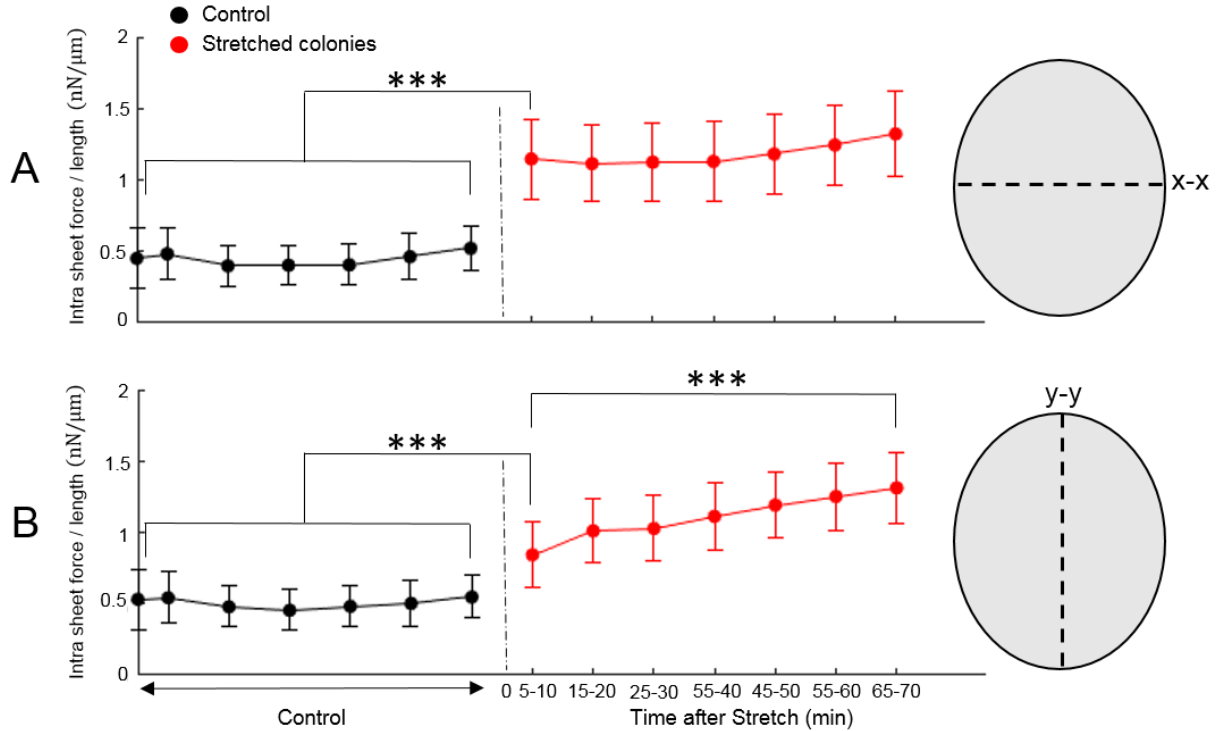 Control
Stretched colonies
A
Intra sheet force / length (nN/μm)
2
1.5
1
0.5
0
***
x-x
B
Intra sheet force / length (nN/μm)
2
1.5
1
0.5
0
***
***
y-y
0 5-10 15-20 25-30 55-40 45-50 55-60 65-70
Control
Time after Stretch (min)